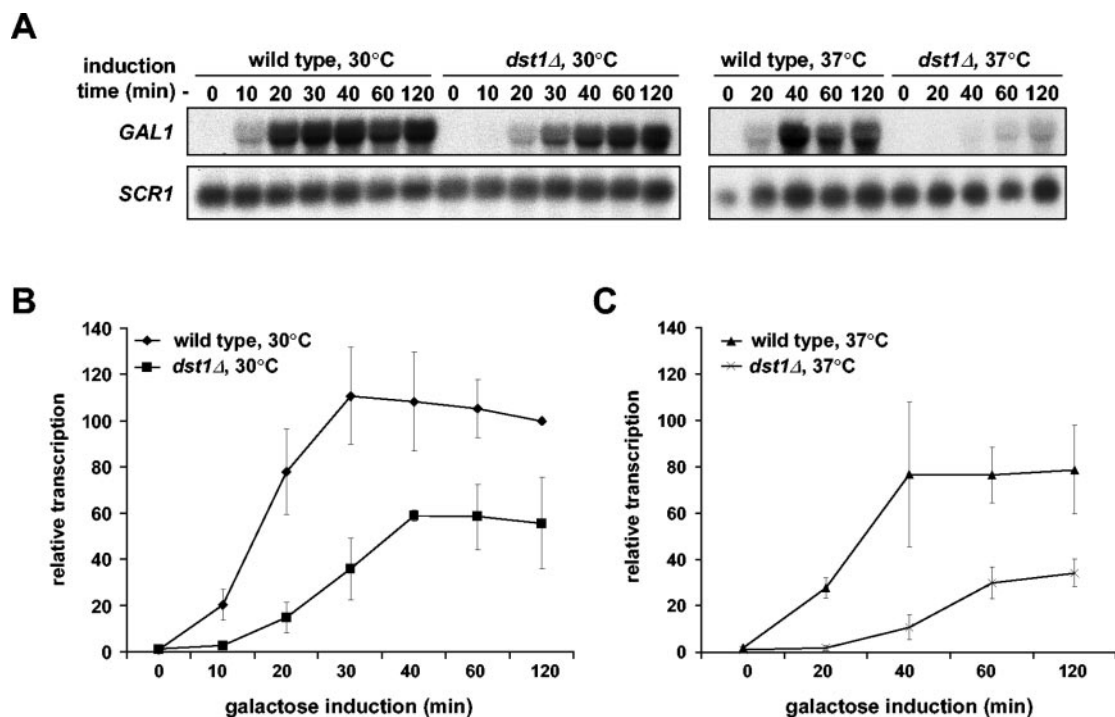 A
induction
time (min)
wild type, 30°C
dst1Δ, 30°C
wild type, 37°C
dst1Δ, 37°C
- 0 10 20 30 40 60 120 0 10 20 30 40 60 120
0 20 40 60 120 0 20 40 60 120
GAL1
SCR1
B
140
120
100
80
60
40
20
0
relative transcription
wild type, 30°C
dst1Δ, 30°C
0 10 20 30 40 60 120
galactose induction (min)
C
140
120
100
80
60
40
20
0
relative transcription
wild type, 37°C
dst1Δ, 37°C
0 20 40 60 120
galactose induction (min)